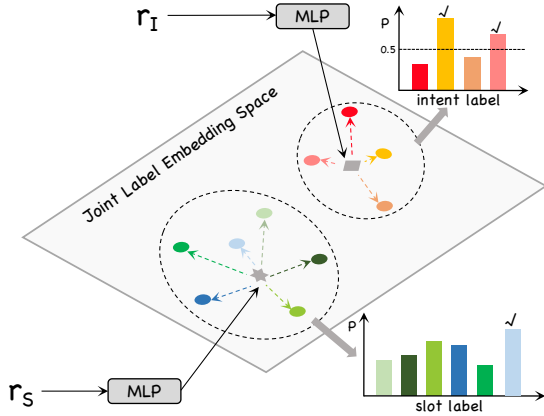 r_I
MLP
P
√
√
0.5
intent label
Joint Label Embedding Space
P
√
slot label
r_S
MLP